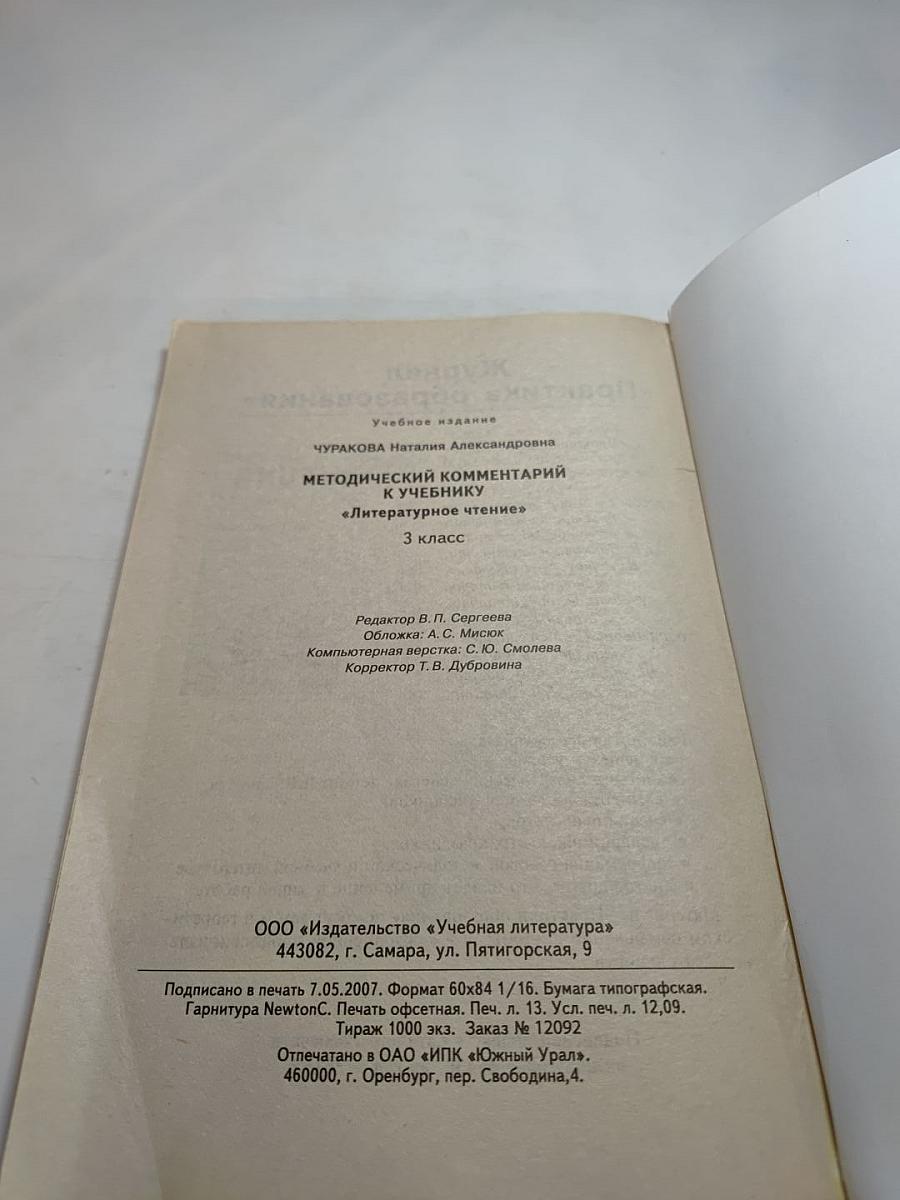 Учебное издание
ЧУРАКОВА Наталия Александровна
МЕТОДИЧЕСКИЙ КОММЕНТАРИЙ
К УЧЕБНИКУ
«Литературное чтение»
3 класс
Редактор В. П. Сергеева
Обложка: А. С. Мисюк
Компьютерная верстка: С. Ю. Смолева
Корректор Т. В. Дубровина
ООО «Издательство «Учебная литература»
443082, г. Самара, ул. Пятигорская, 9
Подписано в печать 7.05.2007. Формат 60x84 1/16. Бумага типографская.
Гарнитура NewtonC. Печать офсетная. Печ. л. 13. Усл. печ. л. 12,09.
Тираж 1000 экз. Заказ № 12092
Отпечатано в ОАО «ИПК «Южный Урал».
460000, г. Оренбург, пер. Свободина,4.